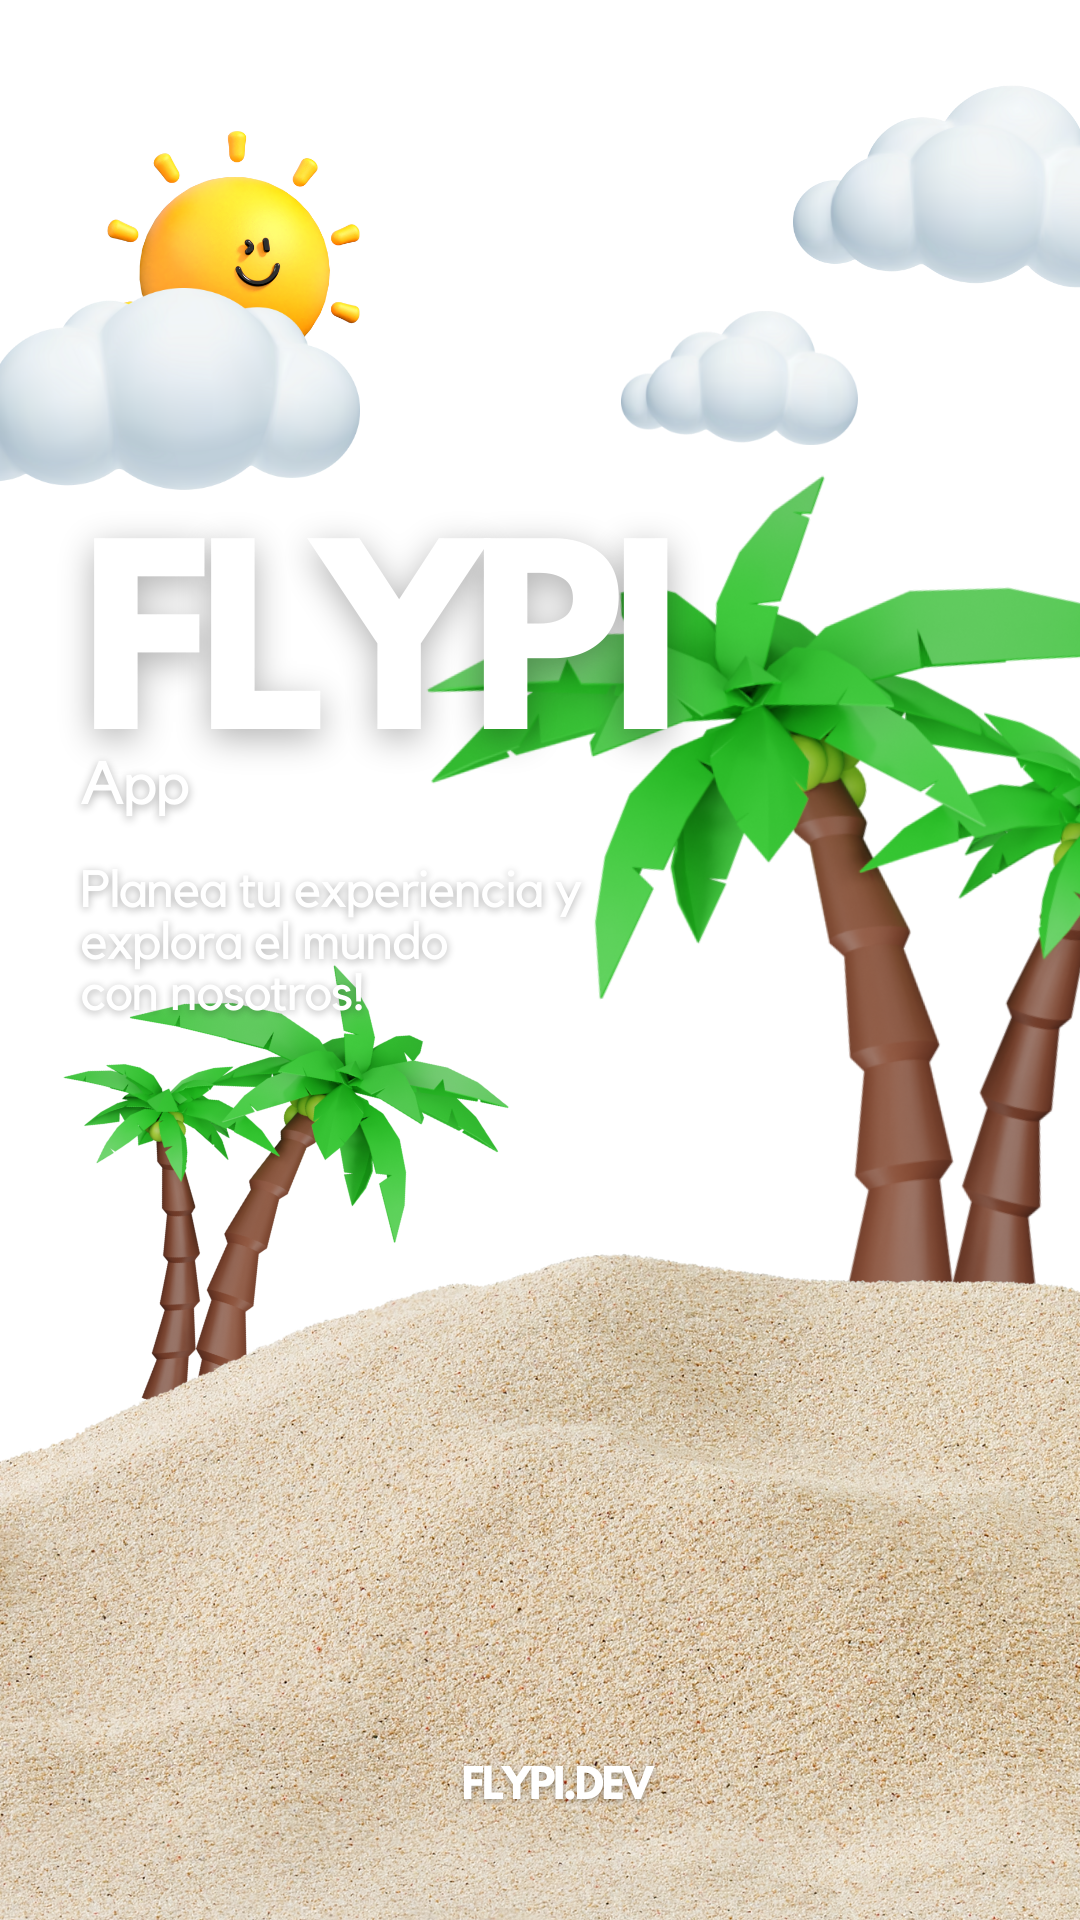 FLYPI
App
Planea tu experiencia y
explora el mundo
con nosotros!
FLYPI.DEV